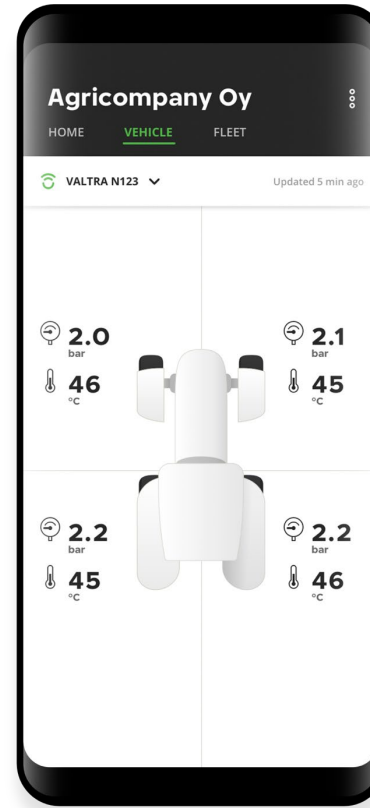 Agricompany Oy
HOME VEHICLE FLEET
VALTRA N123 Updated 5 min ago
2.0 2.1
bar bar
46 45
°C °C
2.2 2.2
bar bar
45 46
°C °C